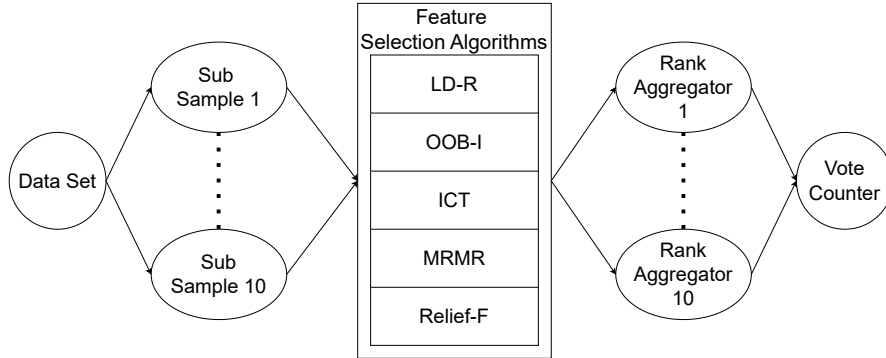 Data Set
Sub
Sample 1
Sub
Sample 10
Feature
Selection Algorithms
LD-R
OOB-I
ICT
MRMR
Relief-F
Rank
Aggregator
1
Rank
Aggregator
10
Vote
Counter